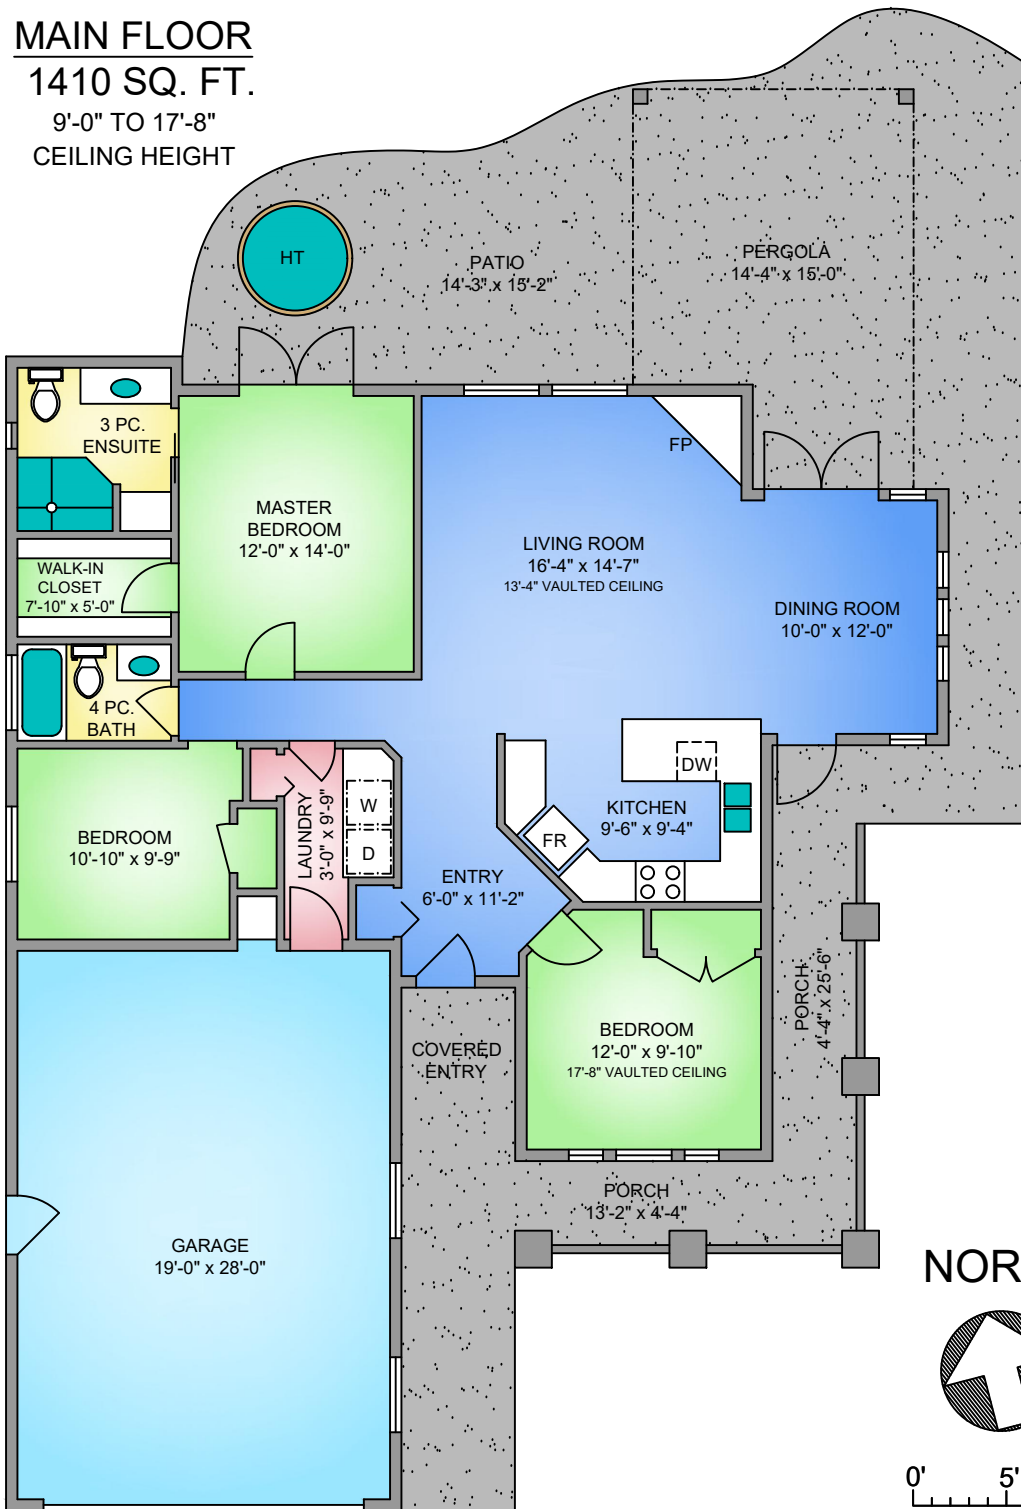 MAIN FLOOR
1410 SQ. FT.
9'-0" TO 17'-8"
CEILING HEIGHT
HT
PATIO
14'-3" x 15'-2"
PERGOLA
14'-4" x 15'-0"
3 PC.
ENSUITE
FP
MASTER
BEDROOM
12'-0" x 14'-0"
LIVING ROOM
16'-4" x 14'-7"
13'-4" VAULTED CEILING
WALK-IN
CLOSET
7'-10" x 5'-0"
DINING ROOM
10'-0" x 12'-0"
4 PC.
BATH
DW
W
D
LAUNDRY
3'-0" x 9'-9"
KITCHEN
9'-6" x 9'-4"
FR
BEDROOM
10'-10" x 9'-9"
ENTRY
6'-0" x 11'-2"
PORCH
4'-4" x 25'-6"
COVERED
ENTRY
BEDROOM
12'-0" x 9'-10"
17'-8" VAULTED CEILING
PORCH
13'-2" x 4'-4"
GARAGE
19'-0" x 28'-0"
NOR
0' 5'